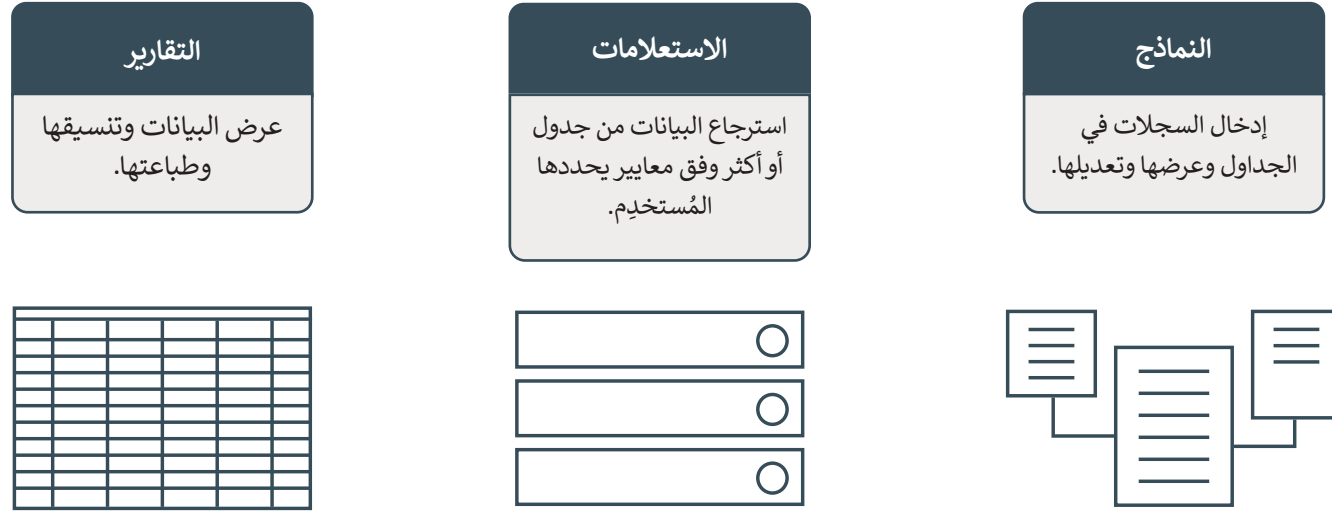 النماذج
إدخال السجلات في
الجداول وعرضها وتعديلها.
الاستعلامات
استرجاع البيانات من جدول
أو أكثر وفق معايير يحددها
المُستخدِم.
التقارير
عرض البيانات وتنسيقها
وطباعتها.